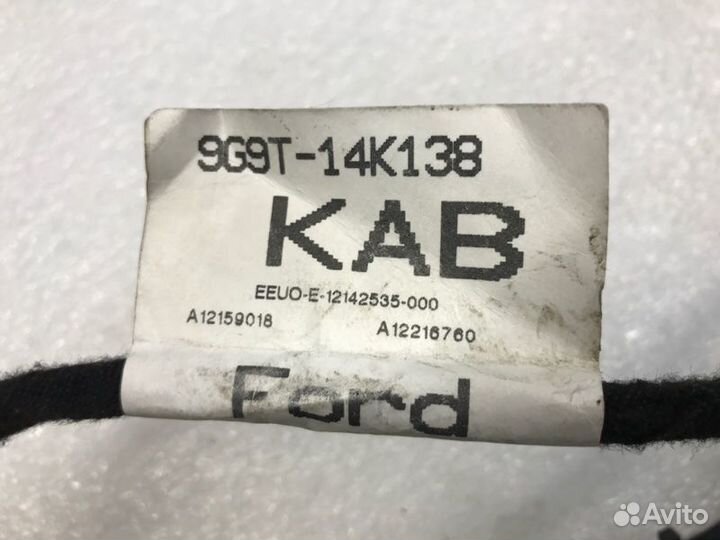 9G9T-14K138
KAB
EEUO-E-12142535-000
A12159018 A12216760
Ford
Avito